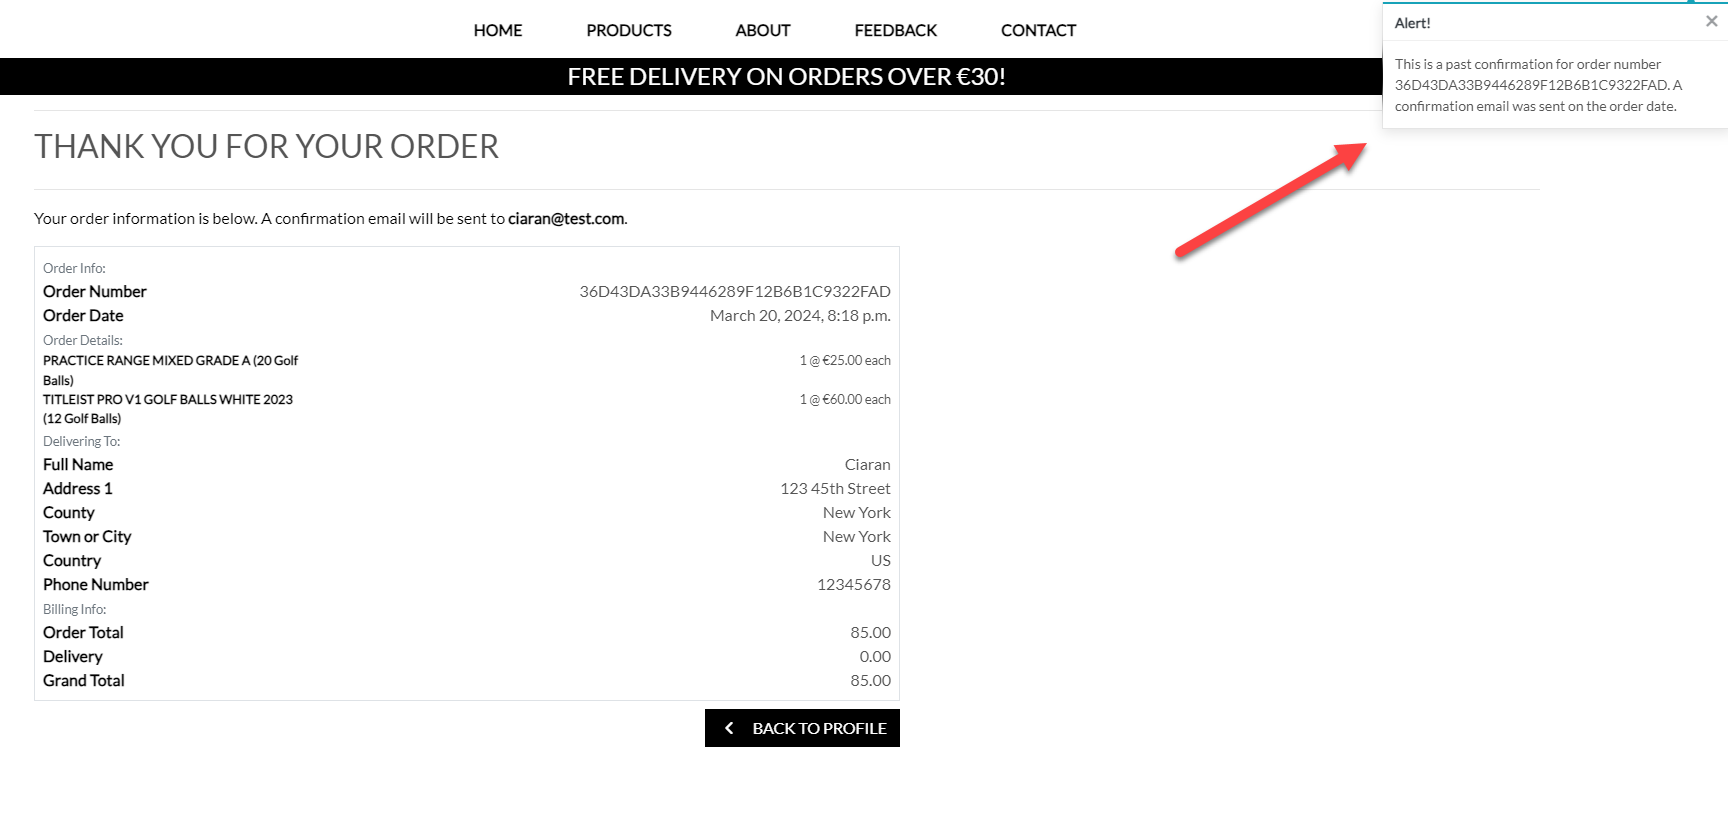 HOME PRODUCTS ABOUT FEEDBACK CONTACT
FREE DELIVERY ON ORDERS OVER €30!
Alert!
This is a past confirmation for order number
36D43DA33B9446289F12B6B1C9322FAD. A
confirmation email was sent on the order date.
THANK YOU FOR YOUR ORDER
Your order information is below. A confirmation email will be sent to ciaran@test.com.
Order Info:
Order Number 36D43DA33B9446289F12B6B1C9322FAD
Order Date March 20, 2024, 8:18 p.m.
Order Details:
PRACTICE RANGE MIXED GRADE A (20 Golf 1 @ €25.00 each
Balls)
TITLEIST PRO V1 GOLF BALLS WHITE 2023 1 @ €60.00 each
(12 Golf Balls)
Delivering To:
Full Name Ciaran
Address 1 123 45th Street
County New York
Town or City New York
Country US
Phone Number 12345678
Billing Info:
Order Total 85.00
Delivery 0.00
Grand Total 85.00
BACK TO PROFILE